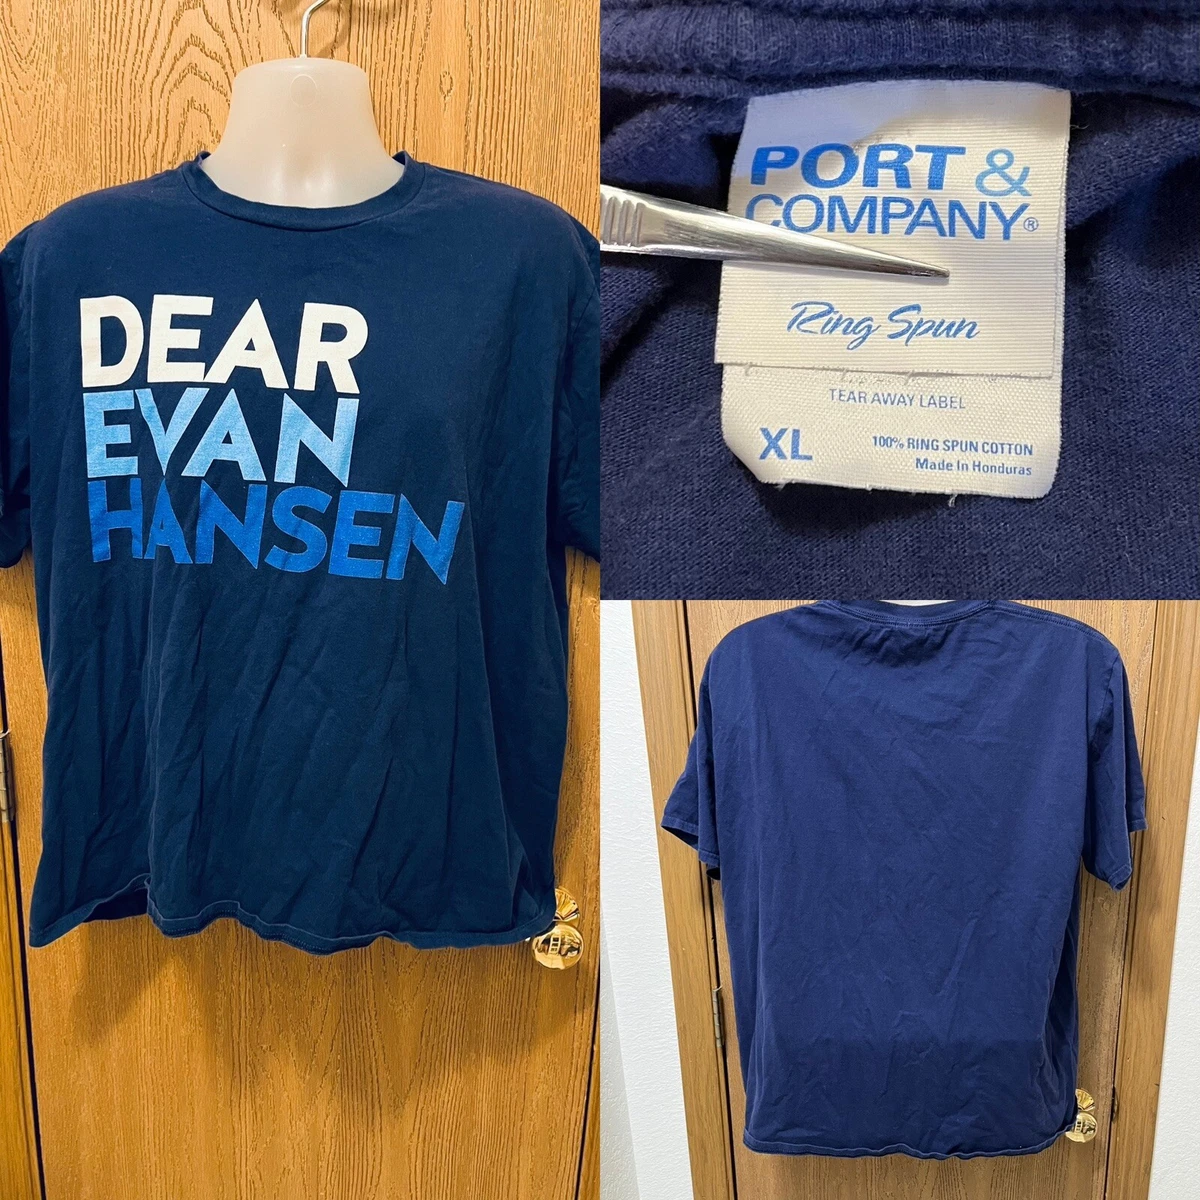 DEAR
EVAN
HANSEN
PORT &
COMPANY®
Ring Spun
TEAR AWAY LABEL
XL
100% RING SPUN COTTON
Made In Honduras